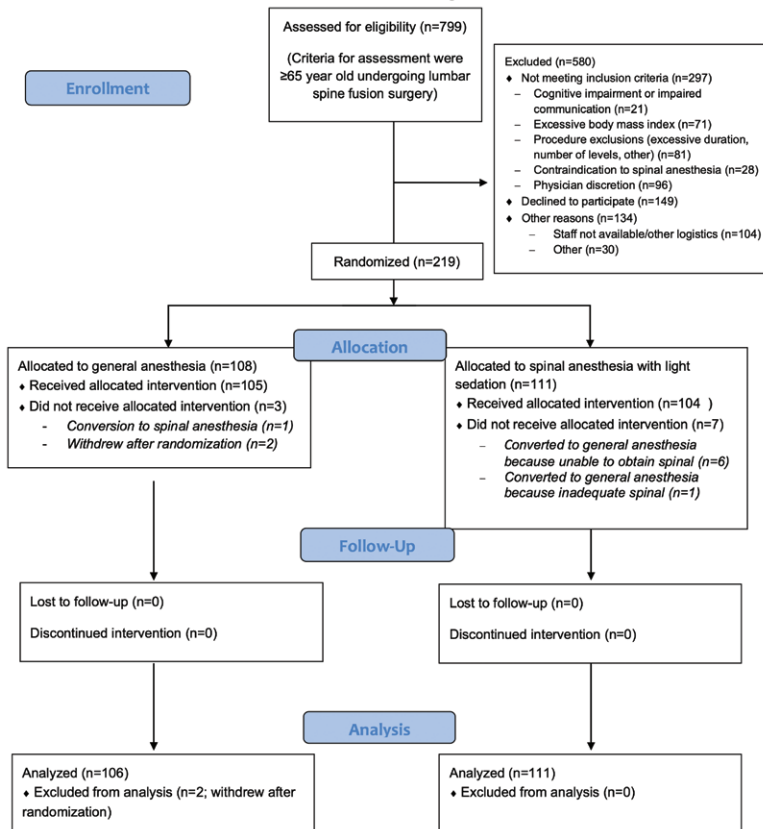 Assessed for eligibility (n=799)
(Criteria for assessment were
≥65 year old undergoing lumbar
spine fusion surgery)
Enrollment
Excluded (n=580)
♦ Not meeting inclusion criteria (n=297)
– Cognitive impairment or impaired
communication (n=21)
– Excessive body mass index (n=71)
– Procedure exclusions (excessive duration,
number of levels, other) (n=81)
– Contraindication to spinal anesthesia (n=28)
– Physician discretion (n=96)
♦ Declined to participate (n=149)
♦ Other reasons (n=134)
– Staff not available/other logistics (n=104)
– Other (n=30)
Randomized (n=219)
Allocation
Allocated to general anesthesia (n=108)
♦ Received allocated intervention (n=105)
♦ Did not receive allocated intervention (n=3)
- Conversion to spinal anesthesia (n=1)
- Withdrew after randomization (n=2)
Allocated to spinal anesthesia with light
sedation (n=111)
♦ Received allocated intervention (n=104 )
♦ Did not receive allocated intervention (n=7)
– Converted to general anesthesia
because unable to obtain spinal (n=6)
– Converted to general anesthesia
because inadequate spinal (n=1)
Follow-Up
Lost to follow-up (n=0)
Discontinued intervention (n=0)
Lost to follow-up (n=0)
Discontinued intervention (n=0)
Analysis
Analyzed (n=106)
♦ Excluded from analysis (n=2; withdrew after
randomization)
Analyzed (n=111)
♦ Excluded from analysis (n=0)